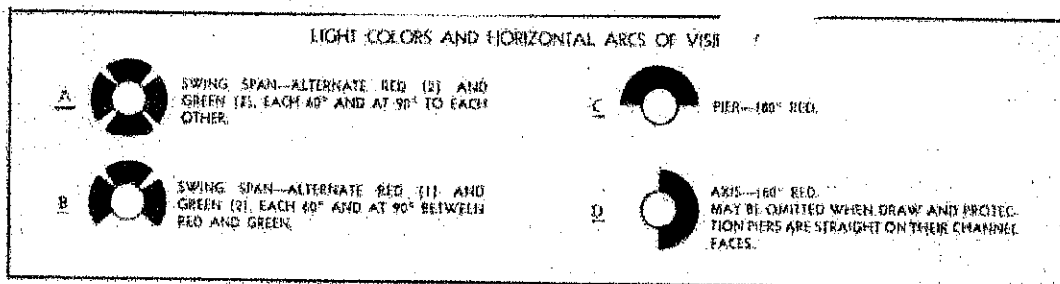 LIGHT COLORS AND HORIZONTAL ARCS OF
A
SWING SPAN—ALTERNATE RED (2) AND
GREEN (2), EACH 60° AND AT 90° TO EACH
OTHER.
B
SWING SPAN—ALTERNATE RED (1) AND
GREEN (2), EACH 60° AND AT 90° BETWEEN
RED AND GREEN.
C
PIER—180° RED.
D
AXIS—180° RED.
MAY BE OMITTED WHEN DRAW AND PROTEC-
TION PIERS ARE STRAIGHT ON THEIR CHANNEL
FACES.